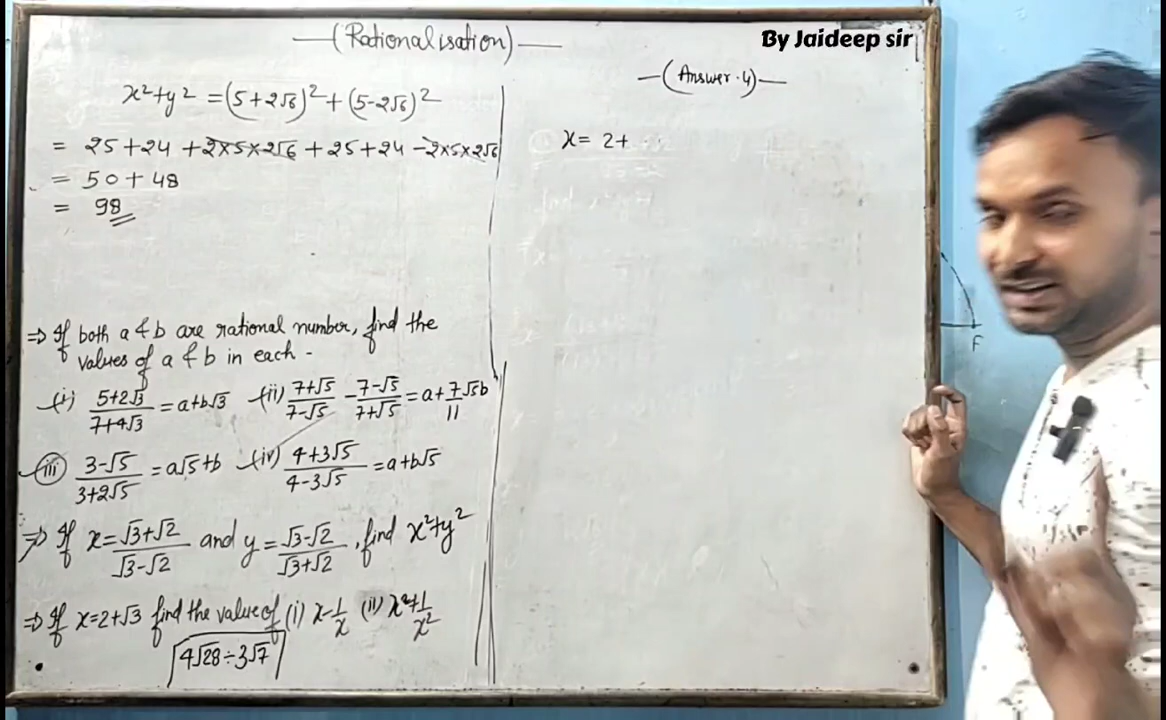 (Rationalisation)
By Jaideep sir
x²+y² = (5+2√6)² + (5-2√6)²
= 25+24 +2×5×2√6 + 25+24 -2×5×2√6
= 50+48
= 98
⇒ If both a & b are rational number, find the
values of a & b in each -
(i) (5+2√3)/(7+4√3) = a+b√3 (ii) (7+√5)/(7-√5) - (7-√5)/(7+√5) = a+7/11 √5b
(iii) (3-√5)/(3+2√5) = a√5+b (iv) (4+3√5)/(4-3√5) = a+b√5
⇒ If x = (√3+√2)/(√3-√2) and y = (√3-√2)/(√3+√2), find x²+y²
⇒ If x=2+√3 find the value of (i) x-1/x (ii) x²+1/x²
4√28÷3√7
(Answer.4)
x= 2+
F